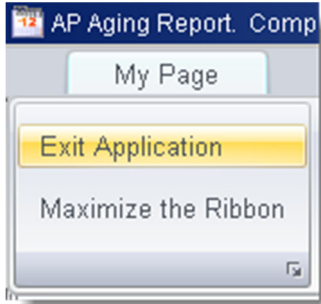 12
AP Aging Report. Comp
My Page
Exit Application
Maximize the Ribbon